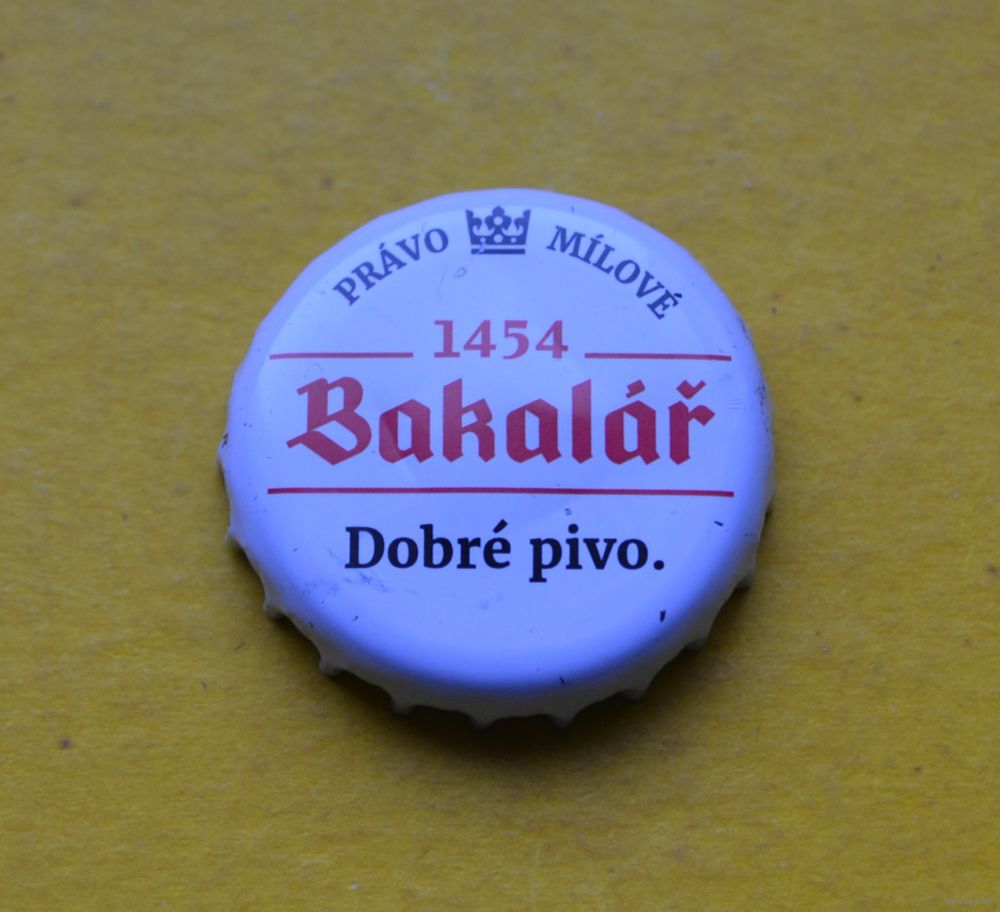 PRÁVO MÍLOVÉ
1454
Bakalář
Dobré pivo.